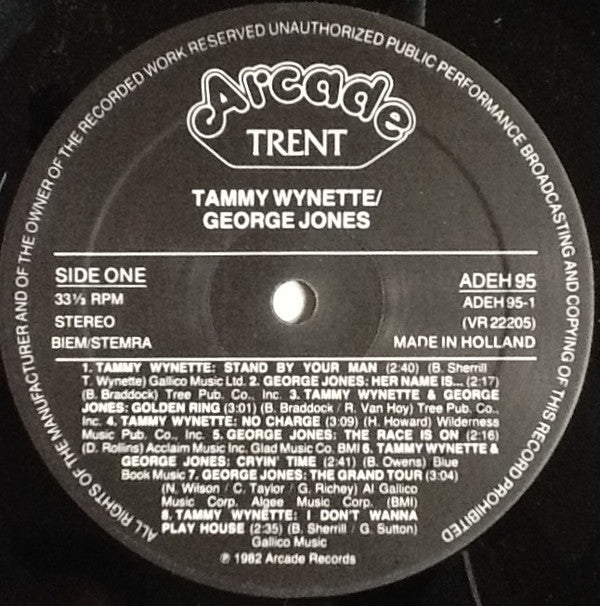 ALL RIGHTS OF THE MANUFACTURER AND OF THE OWNER OF THE RECORDED WORK RESERVED UNAUTHORIZED PUBLIC PERFORMANCE BROADCASTING AND COPYING OF THIS RECORD PROHIBITED
Arcade
TRENT
TAMMY WYNETTE/
GEORGE JONES
SIDE ONE
33⅓ RPM
STEREO
BIEM/STEMRA
ADEH 95
ADEH 95-1
(VR 22205)
MADE IN HOLLAND
1. TAMMY WYNETTE: STAND BY YOUR MAN (2:40) (B. Sherrill
T. Wynette) Gallico Music Ltd. 2. GEORGE JONES: HER NAME IS... (2:17)
(B. Braddock) Tree Pub. Co., Inc. 3. TAMMY WYNETTE & GEORGE
JONES: GOLDEN RING (3:01) (B. Braddock / R. Van Hoy) Tree Pub. Co.,
Inc. 4. TAMMY WYNETTE: NO CHARGE (3:09) (H. Howard) Wilderness
Music Pub. Co., Inc. 5. GEORGE JONES: THE RACE IS ON (2:16)
(D. Rollins) Acclaim Music Inc. Glad Music Co. BMI 6. TAMMY WYNETTE &
GEORGE JONES: CRYIN' TIME (2:41) (B. Owens) Blue
Book Music 7. GEORGE JONES: THE GRAND TOUR (3:04)
(N. Wilson / C. Taylor / G. Richey) Al Gallico
Music Corp. Algee Music Corp. (BMI)
8. TAMMY WYNETTE: I DON'T WANNA
PLAY HOUSE (2:35) (B. Sherrill / G. Sutton)
Gallico Music
℗ 1982 Arcade Records